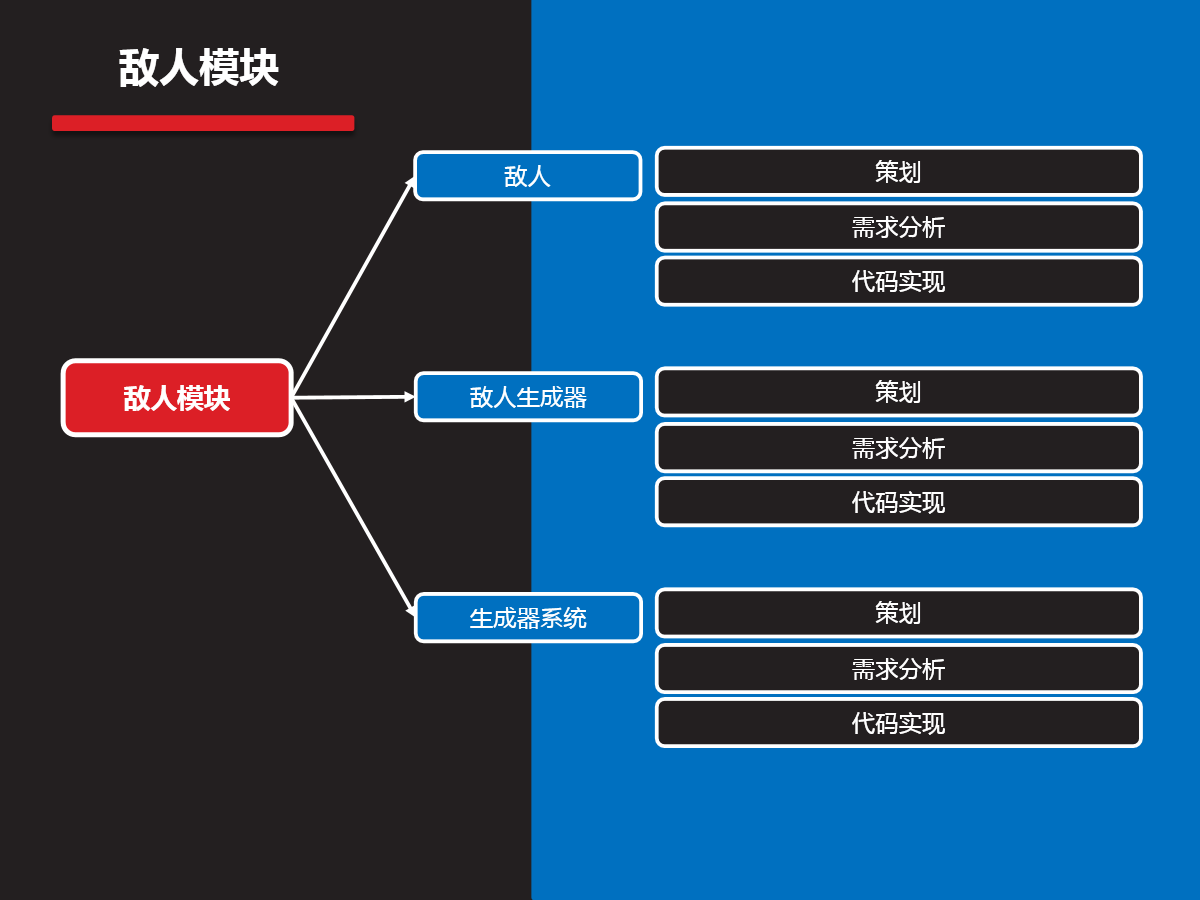 敌人模块
敌人模块
敌人
策划
需求分析
代码实现
敌人生成器
策划
需求分析
代码实现
生成器系统
策划
需求分析
代码实现